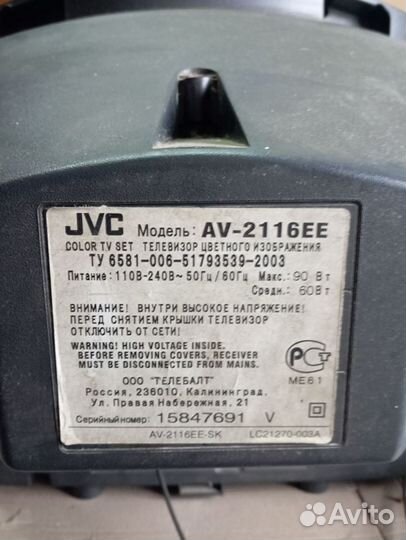 JVC Модель: AV-2116EE
COLOR TV SET ТЕЛЕВИЗОР ЦВЕТНОГО ИЗОБРАЖЕНИЯ
ТУ 6581-006-51793539-2003
Питание: 110В-240В~ 50Гц/60Гц Макс.: 90 Вт
Средн.: 60Вт
ВНИМАНИЕ! ВНУТРИ ВЫСОКОЕ НАПРЯЖЕНИЕ!
ПЕРЕД СНЯТИЕМ КРЫШКИ ТЕЛЕВИЗОР
ОТКЛЮЧИТЬ ОТ СЕТИ!
WARNING! HIGH VOLTAGE INSIDE.
BEFORE REMOVING COVERS, RECEIVER
MUST BE DISCONNECTED FROM MAINS.
РСТ
МЕ61
ООО "ТЕЛЕБАЛТ"
Россия, 236010, Калининград,
Ул. Правая Набережная, 21
Серийный номер: 15847691 V
AV-2116EE-SK LC21270-003A
Avito